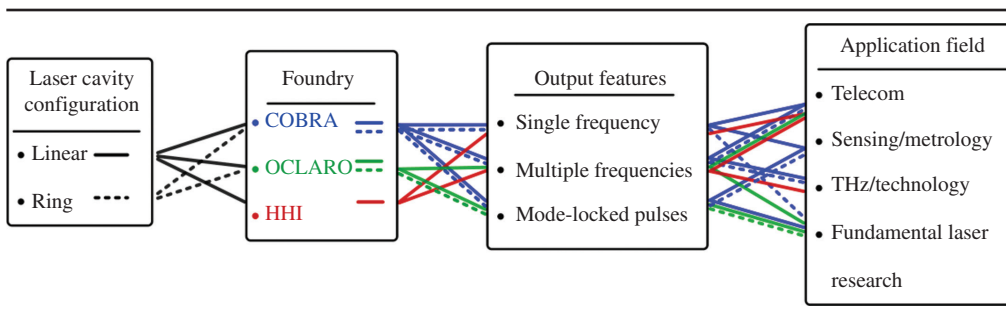 Laser cavity
configuration
Linear
Ring
Foundry
COBRA
OCLARO
HHI
Output features
Single frequency
Multiple frequencies
Mode-locked pulses
Application field
Telecom
Sensing/metrology
THz/technology
Fundamental laser
research